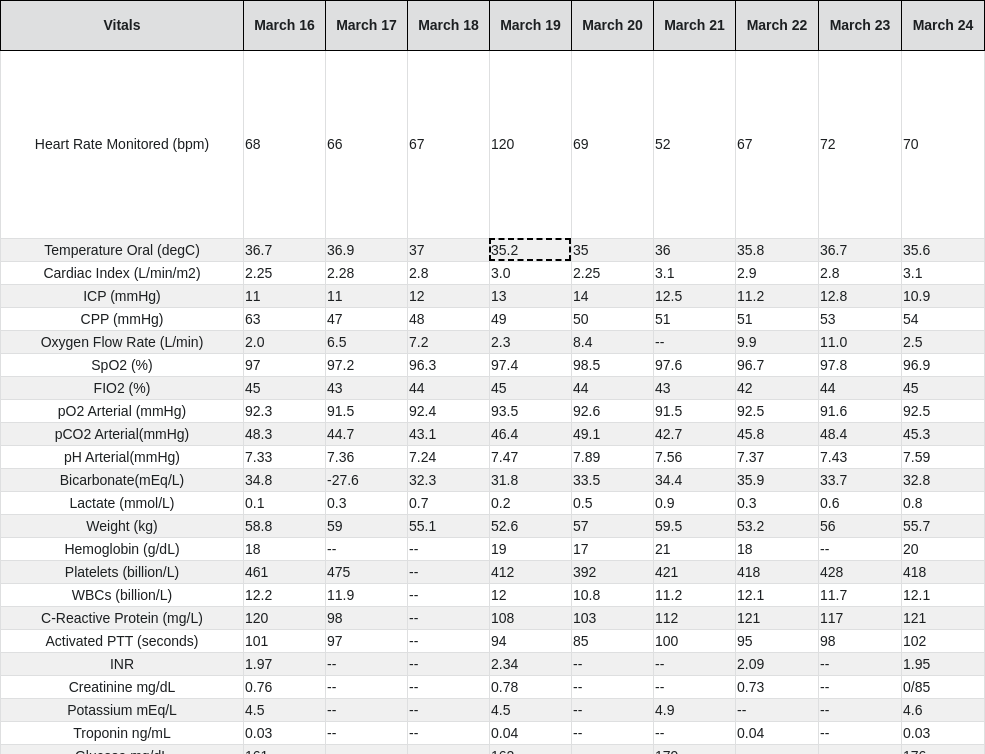 Vitals March 16 March 17 March 18 March 19 March 20 March 21 March 22 March 23 March 24
Heart Rate Monitored (bpm) 68 66 67 120 69 52 67 72 70
Temperature Oral (degC) 36.7 36.9 37 35.2 35 36 35.8 36.7 35.6
Cardiac Index (L/min/m2) 2.25 2.28 2.8 3.0 2.25 3.1 2.9 2.8 3.1
ICP (mmHg) 11 11 12 13 14 12.5 11.2 12.8 10.9
CPP (mmHg) 63 47 48 49 50 51 51 53 54
Oxygen Flow Rate (L/min) 2.0 6.5 7.2 2.3 8.4 -- 9.9 11.0 2.5
SpO2 (%) 97 97.2 96.3 97.4 98.5 97.6 96.7 97.8 96.9
FIO2 (%) 45 43 44 45 44 43 42 44 45
pO2 Arterial (mmHg) 92.3 91.5 92.4 93.5 92.6 91.5 92.5 91.6 92.5
pCO2 Arterial(mmHg) 48.3 44.7 43.1 46.4 49.1 42.7 45.8 48.4 45.3
pH Arterial(mmHg) 7.33 7.36 7.24 7.47 7.89 7.56 7.37 7.43 7.59
Bicarbonate(mEq/L) 34.8 -27.6 32.3 31.8 33.5 34.4 35.9 33.7 32.8
Lactate (mmol/L) 0.1 0.3 0.7 0.2 0.5 0.9 0.3 0.6 0.8
Weight (kg) 58.8 59 55.1 52.6 57 59.5 53.2 56 55.7
Hemoglobin (g/dL) 18 -- -- 19 17 21 18 -- 20
Platelets (billion/L) 461 475 -- 412 392 421 418 428 418
WBCs (billion/L) 12.2 11.9 -- 12 10.8 11.2 12.1 11.7 12.1
C-Reactive Protein (mg/L) 120 98 -- 108 103 112 121 117 121
Activated PTT (seconds) 101 97 -- 94 85 100 95 98 102
INR 1.97 -- -- 2.34 -- -- 2.09 -- 1.95
Creatinine mg/dL 0.76 -- -- 0.78 -- -- 0.73 -- 0/85
Potassium mEq/L 4.5 -- -- 4.5 -- 4.9 -- -- 4.6
Troponin ng/mL 0.03 -- -- 0.04 -- -- 0.04 -- 0.03